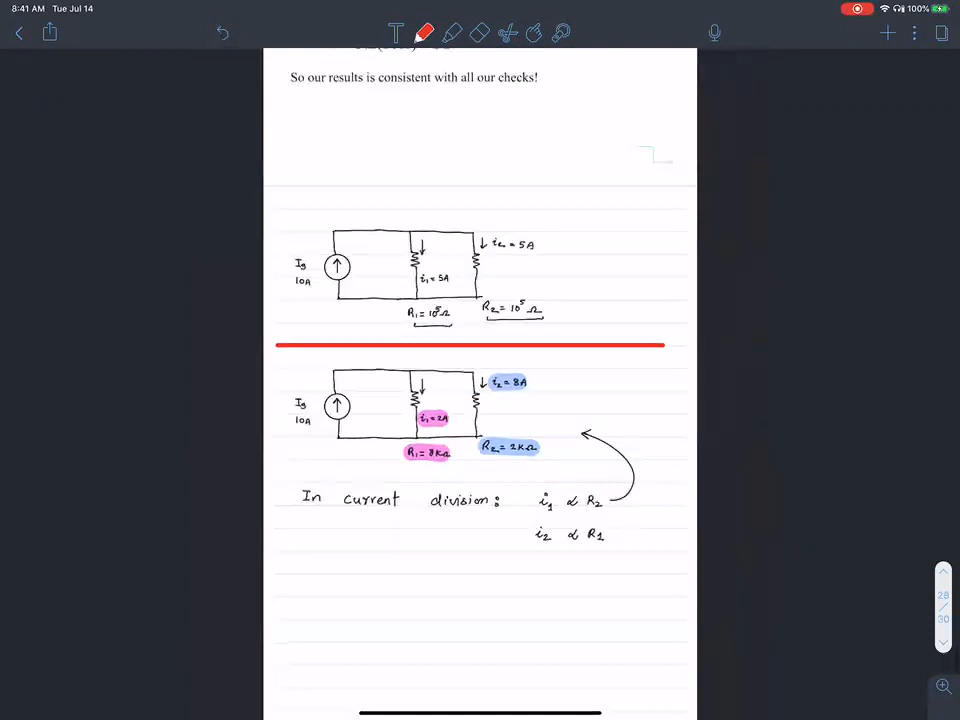 8:41 AM Tue Jul 14
100%
T
So our results is consistent with all our checks!
Ig
10A
i₁ = 5A
i₂ = 5A
R₁ = 10⁵Ω
R₂ = 10⁵ Ω
Ig
10A
i₁ = 2A
i₂ = 8A
R₁ = 8KΩ
R₂ = 2KΩ
In current division: i₁ ∝ R₂
i₂ ∝ R₁
28
/
30